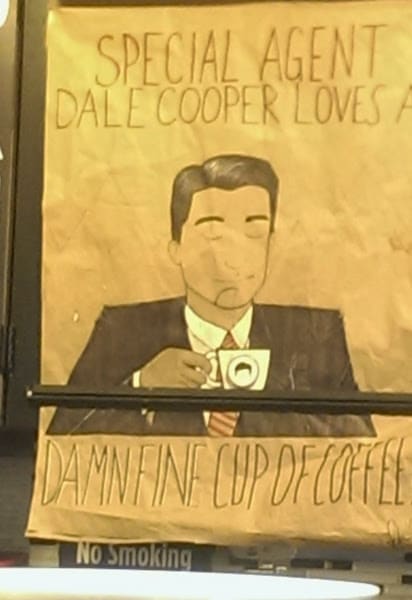 SPECIAL AGENT
DALE COOPER LOVES A
DAMN FINE CUP OF COFFEE
No Smoking